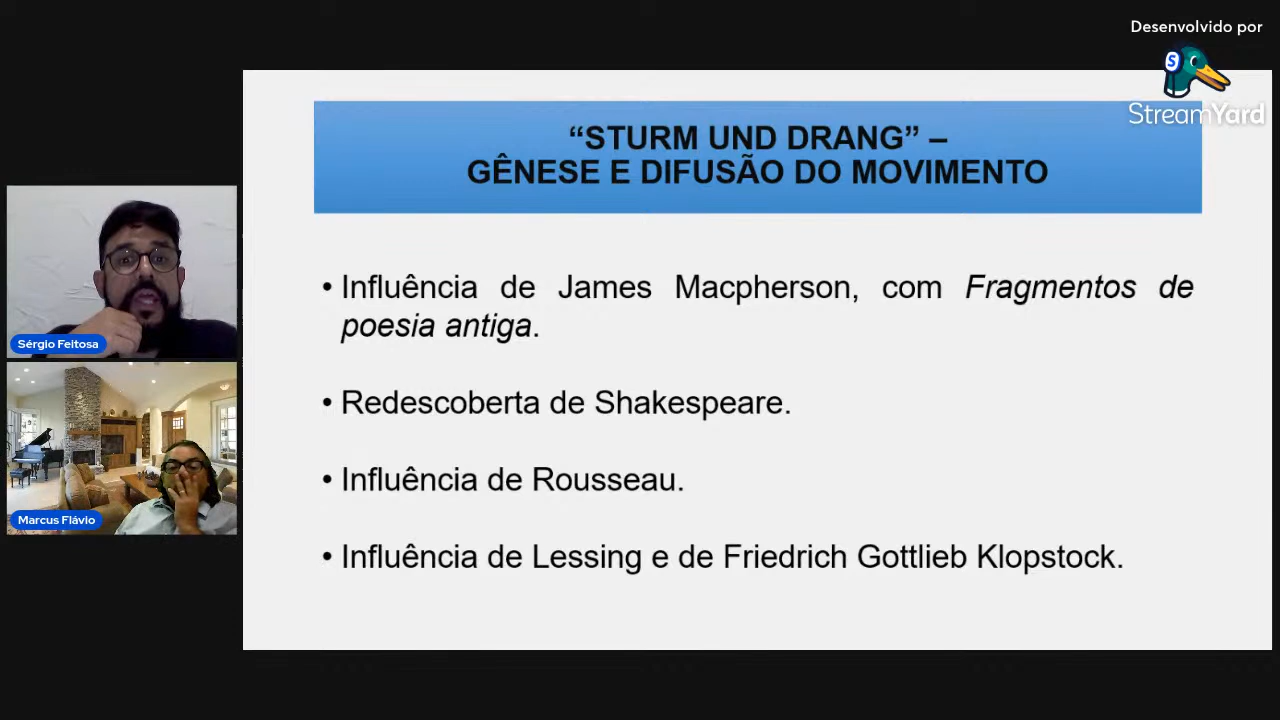 Desenvolvido por
StreamYard
“STURM UND DRANG” –
GÊNESE E DIFUSÃO DO MOVIMENTO
• Influência de James Macpherson, com Fragmentos de
poesia antiga.
• Redescoberta de Shakespeare.
• Influência de Rousseau.
• Influência de Lessing e de Friedrich Gottlieb Klopstock.
Sérgio Feitosa
Marcus Flávio